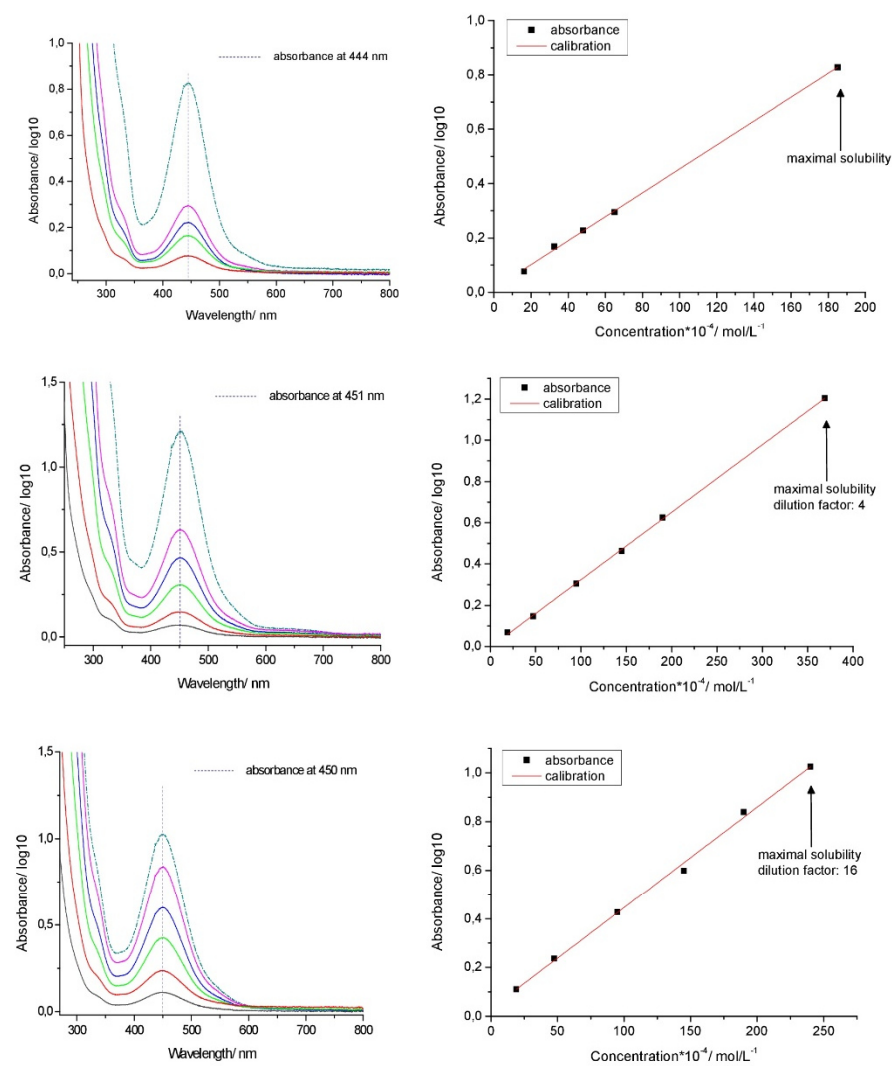 1,0
0,8
0,6
0,4
0,2
0,0
300
400
500
600
700
800
Absorbance/ log10
Wavelength/ nm
absorbance at 444 nm
1,0
0,8
0,6
0,4
0,2
0,0
0
20
40
60
80
100
120
140
160
180
200
Absorbance/ log10
Concentration*10⁻⁴/ mol/L⁻¹
absorbance
calibration
maximal solubility
1,5
1,0
0,5
0,0
300
400
500
600
700
800
Absorbance/ log10
Wavelength/ nm
absorbance at 451 nm
1,2
1,0
0,8
0,6
0,4
0,2
0,0
0
50
100
150
200
250
300
350
400
Absorbance/ log10
Concentration*10⁻⁴/ mol/L⁻¹
absorbance
calibration
maximal solubility
dilution factor: 4
1,5
1,0
0,5
0,0
300
400
500
600
700
800
Absorbance/ log10
Wavelength/ nm
absorbance at 450 nm
1,0
0,8
0,6
0,4
0,2
0,0
0
50
100
150
200
250
Absorbance/ log10
Concentration*10⁻⁴/ mol/L⁻¹
absorbance
calibration
maximal solubility
dilution factor: 16